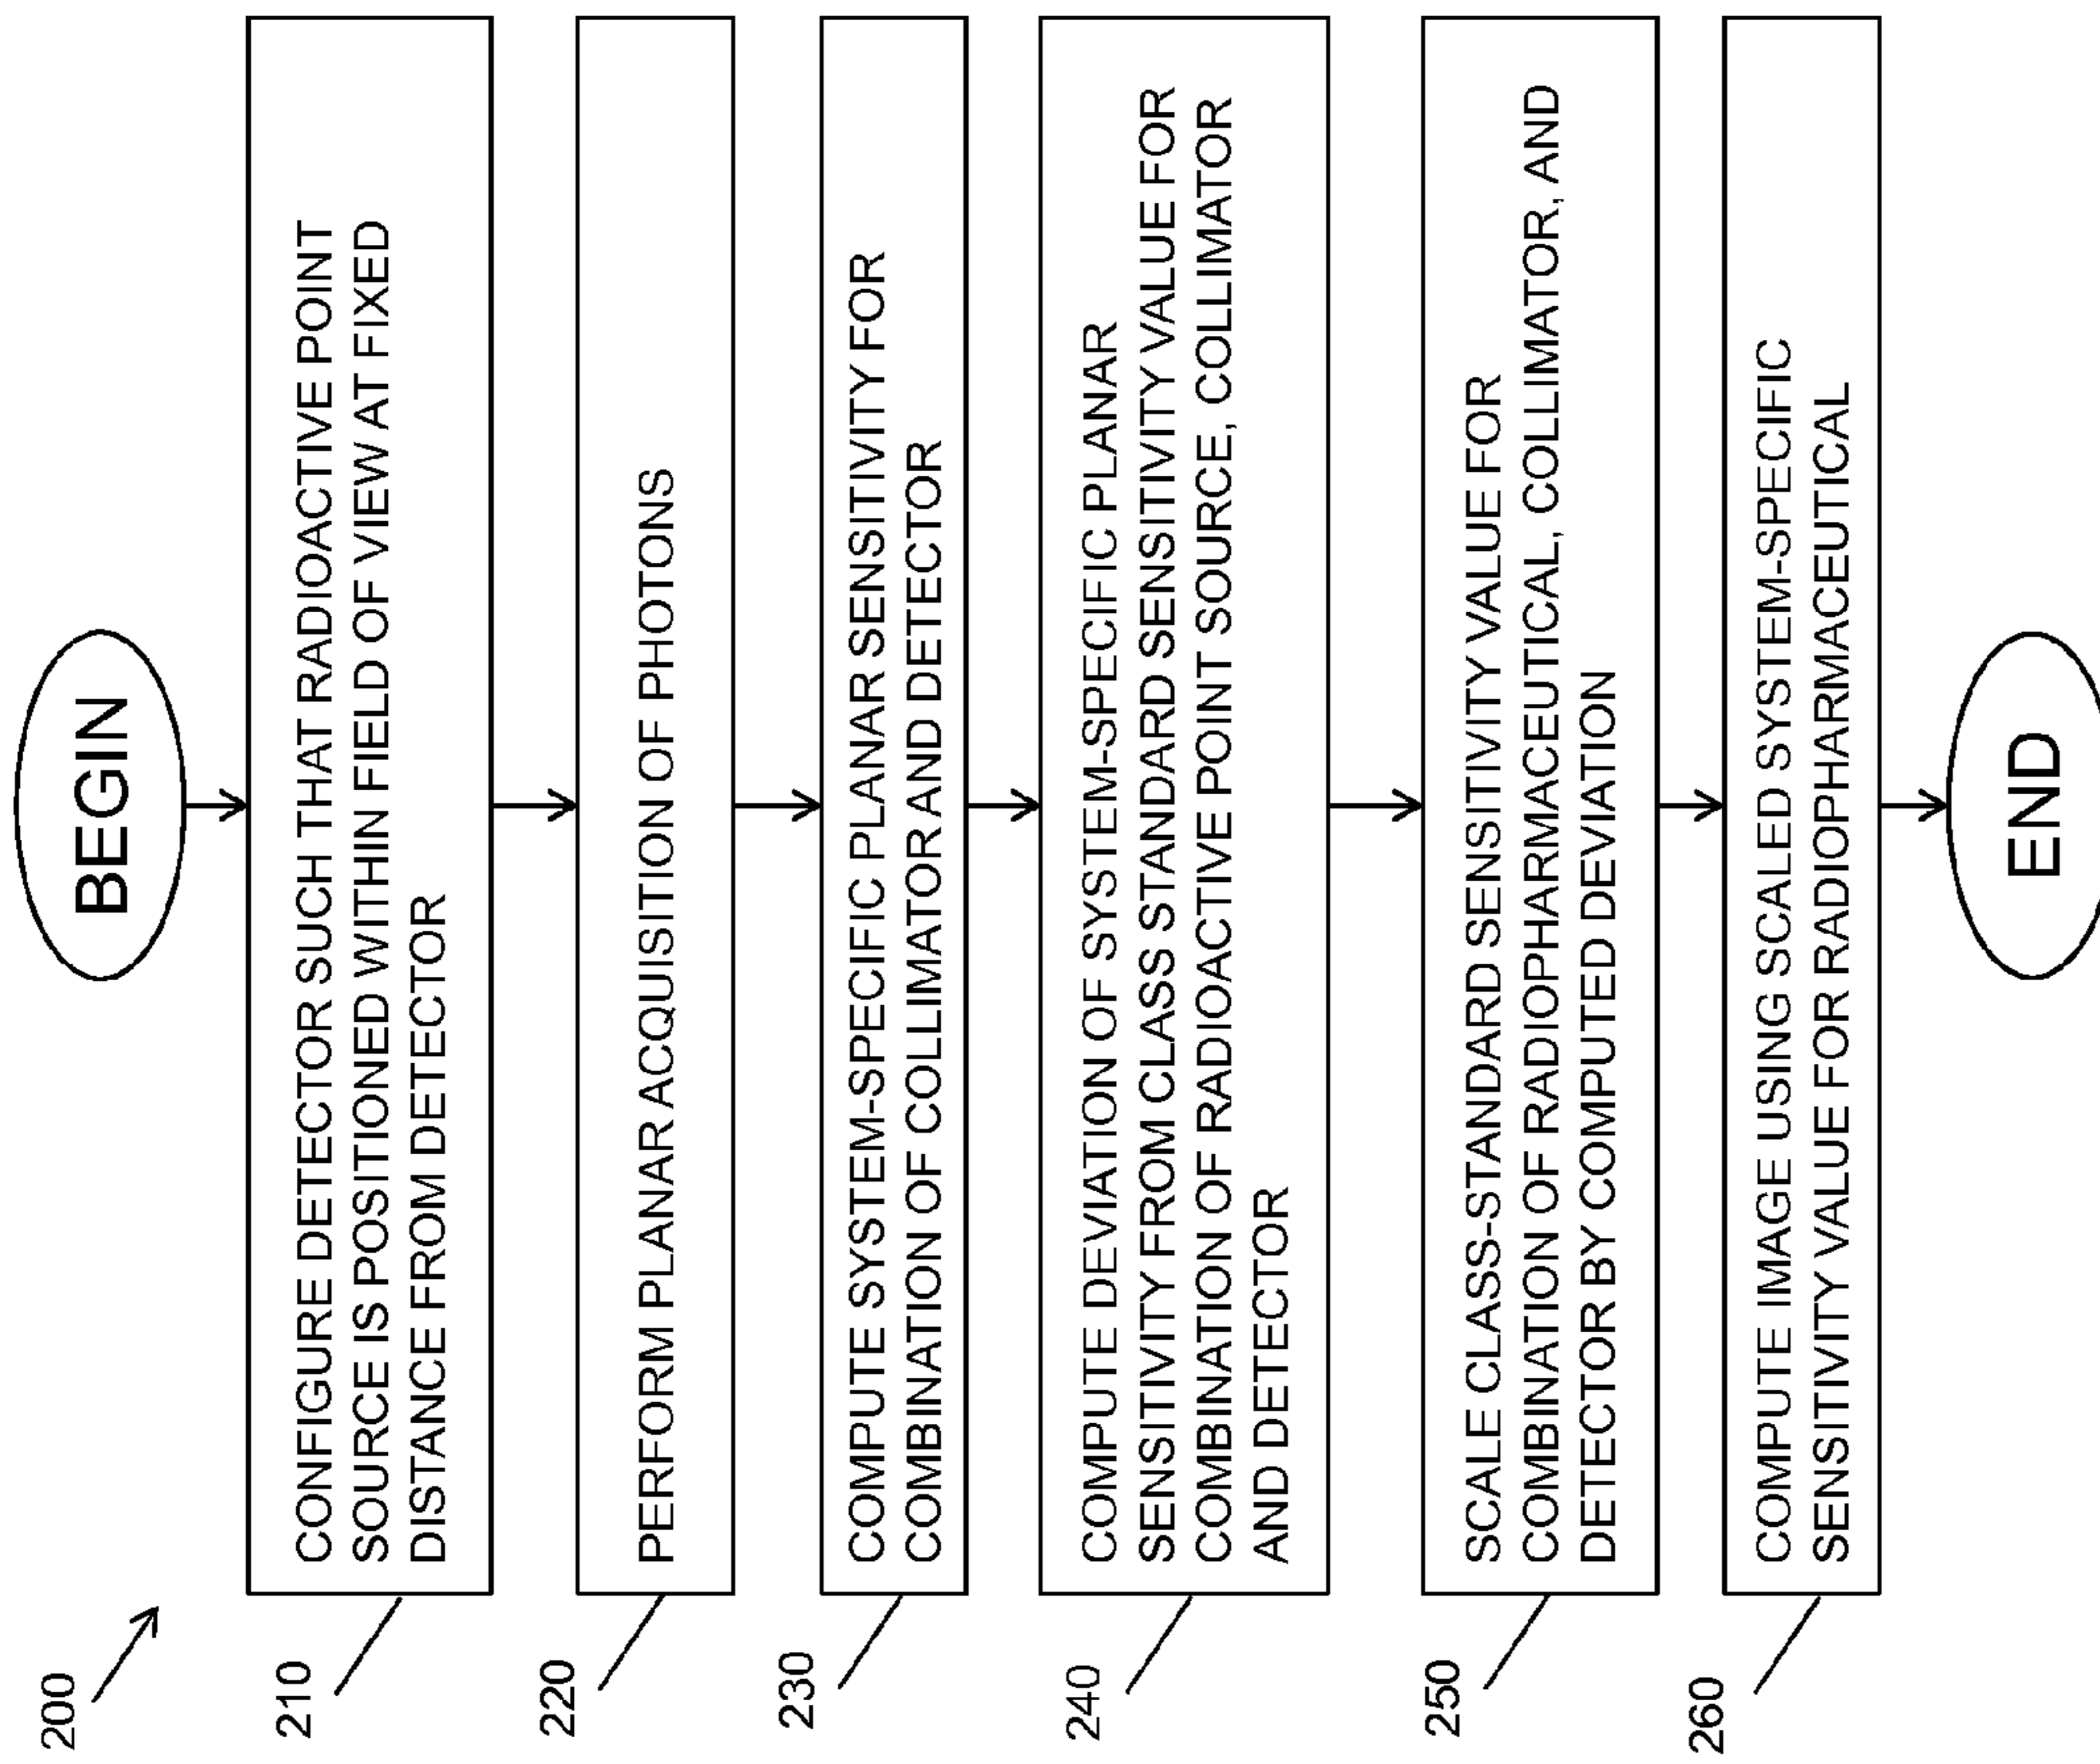 200
BEGIN
210
CONFIGURE DETECTOR SUCH THAT RADIOACTIVE POINT
SOURCE IS POSITIONED WITHIN FIELD OF VIEW AT FIXED
DISTANCE FROM DETECTOR
220
PERFORM PLANAR ACQUISITION OF PHOTONS
230
COMPUTE SYSTEM-SPECIFIC PLANAR SENSITIVITY FOR
COMBINATION OF COLLIMATOR AND DETECTOR
240
COMPUTE DEVIATION OF SYSTEM-SPECIFIC PLANAR
SENSITIVITY FROM CLASS STANDARD SENSITIVITY VALUE FOR
COMBINATION OF RADIOACTIVE POINT SOURCE, COLLIMATOR
AND DETECTOR
250
SCALE CLASS-STANDARD SENSITIVITY VALUE FOR
COMBINATION OF RADIOPHARMACEUTICAL, COLLIMATOR, AND
DETECTOR BY COMPUTED DEVIATION
260
COMPUTE IMAGE USING SCALED SYSTEM-SPECIFIC
SENSITIVITY VALUE FOR RADIOPHARMACEUTICAL
END